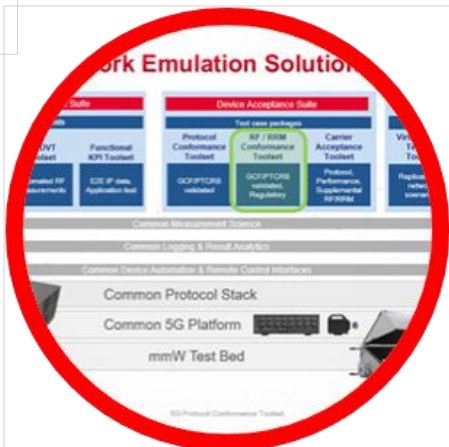 ork Emulation Solution
Suite
Device Acceptance Suite
Test case packages
OVT
Functional
KPI Toolset
Protocol
Conformance
Toolset
RF / RRM
Conformance
Toolset
Carrier
Acceptance
Toolset
E2E IP data,
Application test
GCF/PTCRB
validated
GCF/PTCRB
validated,
Regulatory
Protocol,
Performance,
Supplemental
RF/RRM
Common Measurement Science
Common Logging & Result Analytics
Common Device Automation & Remote Control Interfaces
Common Protocol Stack
Common 5G Platform
mmW Test Bed
5G Protocol Conformance Toolset